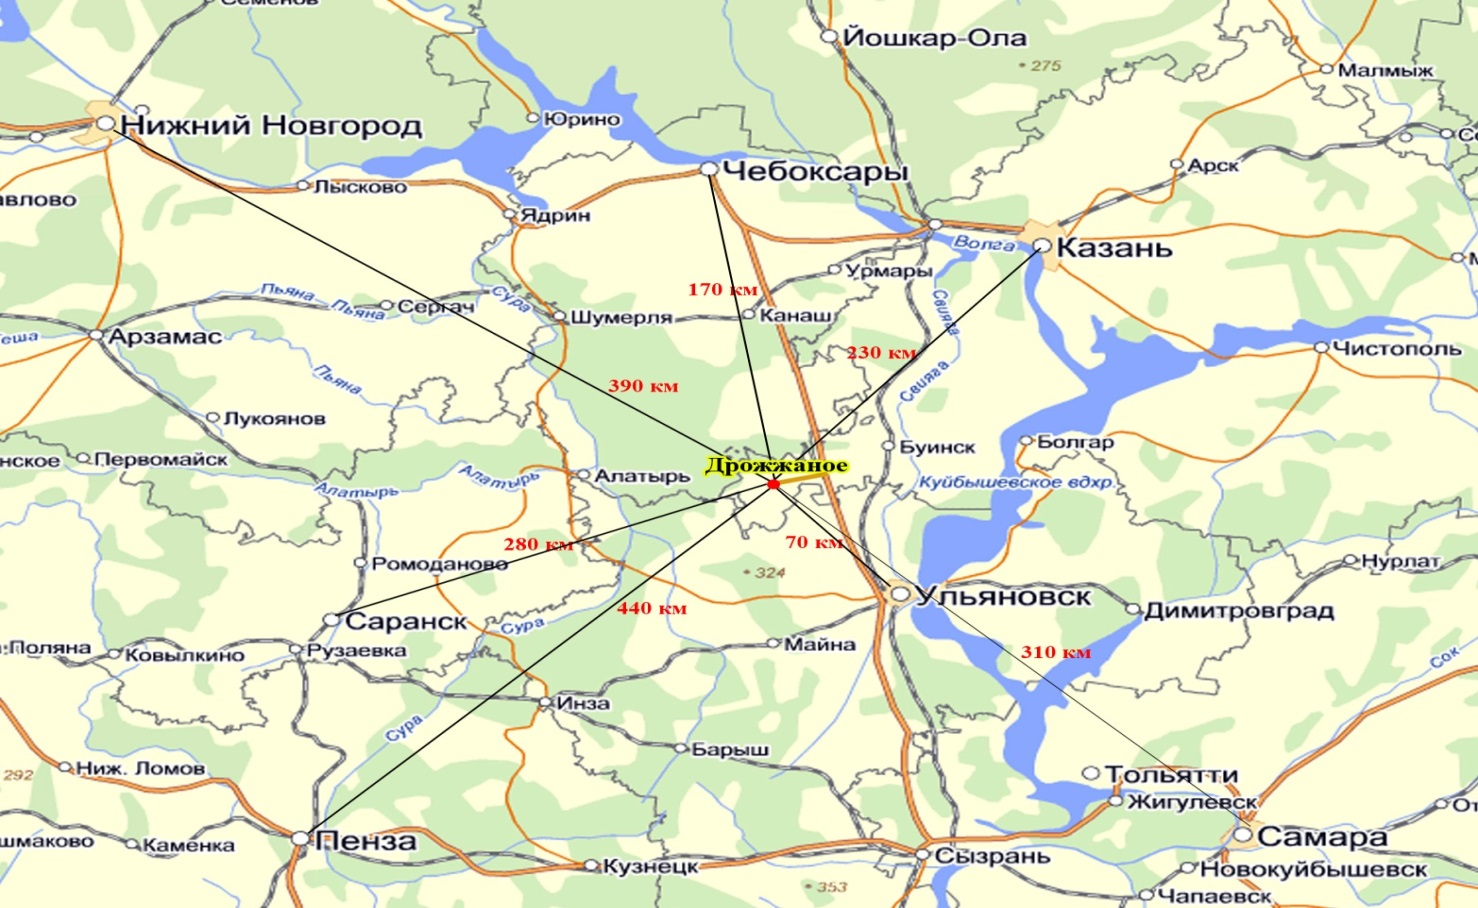 Йошкар-Ола
275
Малмыж
Юрино
Нижний Новгород
Арск
Чебоксары
Лысково
Ядрин
Волга
Казань
Урмары
Пьяна
Пьяна
Сергач
Сура
170 км
Свияга
Канаш
Шумерля
Арзамас
230 км
Чистополь
Пьяна
390 км
Свияга
Лукоянов
Болгар
Буинск
Первомайск
Дрожжаное
Алатырь
Алатырь
Алатырь
Куйбышевское вдхр.
280 км
70 км
Нурлат
Ромоданово
324
Ульяновск
440 км
Димитровград
Саранск
Сура
Поляна
Ковылкино
Рузаевка
Майна
310 км
Сок
Инза
Сура
Барыш
292
Ниж. Ломов
Тольятти
Жигулевск
Каменка
Пенза
Самара
Кузнецк
Сызрань
Новокуйбышевск
353
Чапаевск